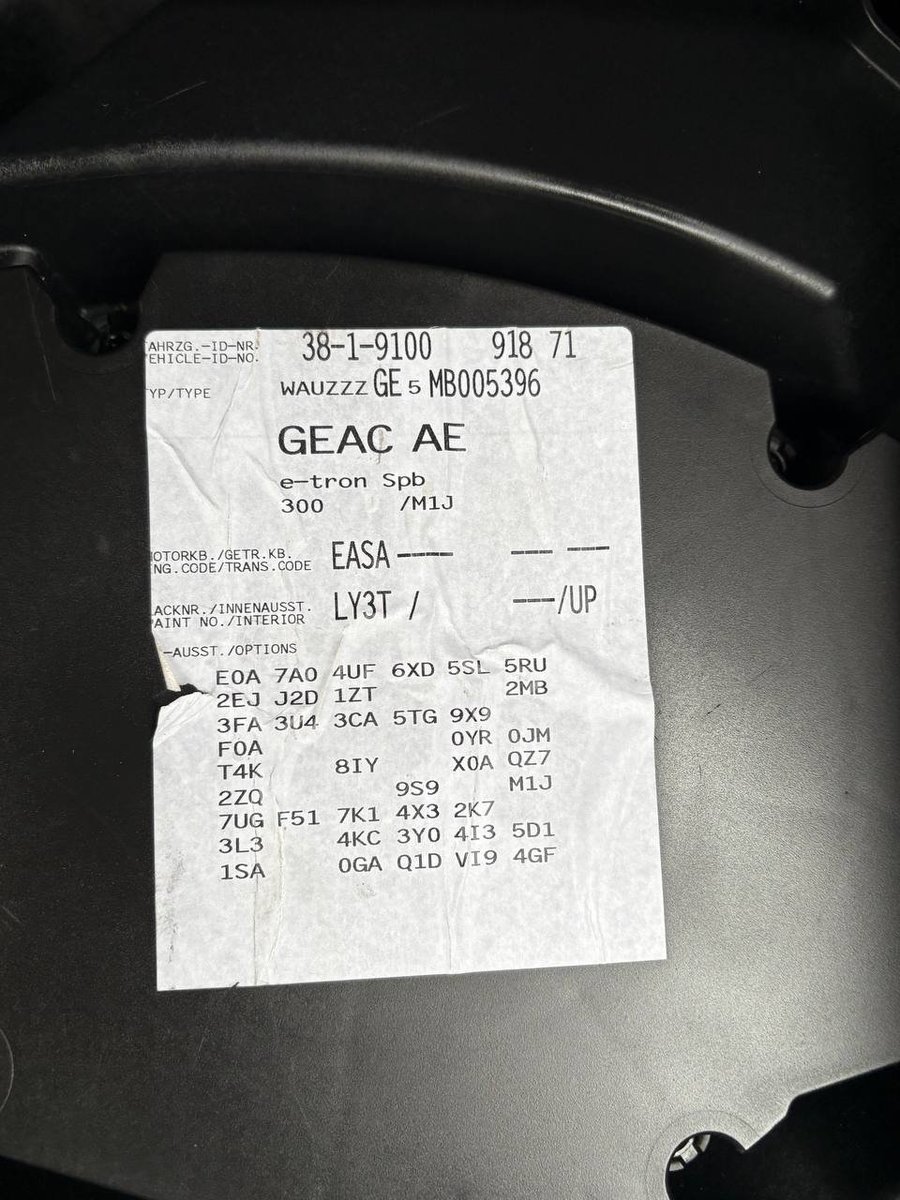 AHRZG.-ID-NR. 38-1-9100 918 71
EHICLE-ID-NO.
YP/TYPE WAUZZZ GE 5 MB005396
GEAC AE
e-tron Spb
300 /M1J
OTORKB./GETR.KB. EASA ---- --- ---
NG.CODE/TRANS.CODE
ACKNR./INNENAUSST. LY3T / ---/UP
AINT NO./INTERIOR
-AUSST./OPTIONS
E0A 7A0 4UF 6XD 5SL 5RU
2EJ J2D 1ZT 2MB
3FA 3U4 3CA 5TG 9X9
F0A 0YR 0JM
T4K 8IY X0A QZ7
2ZQ 9S9 M1J
7UG F51 7K1 4X3 2K7
3L3 4KC 3Y0 4I3 5D1
1SA 0GA Q1D VI9 4GF